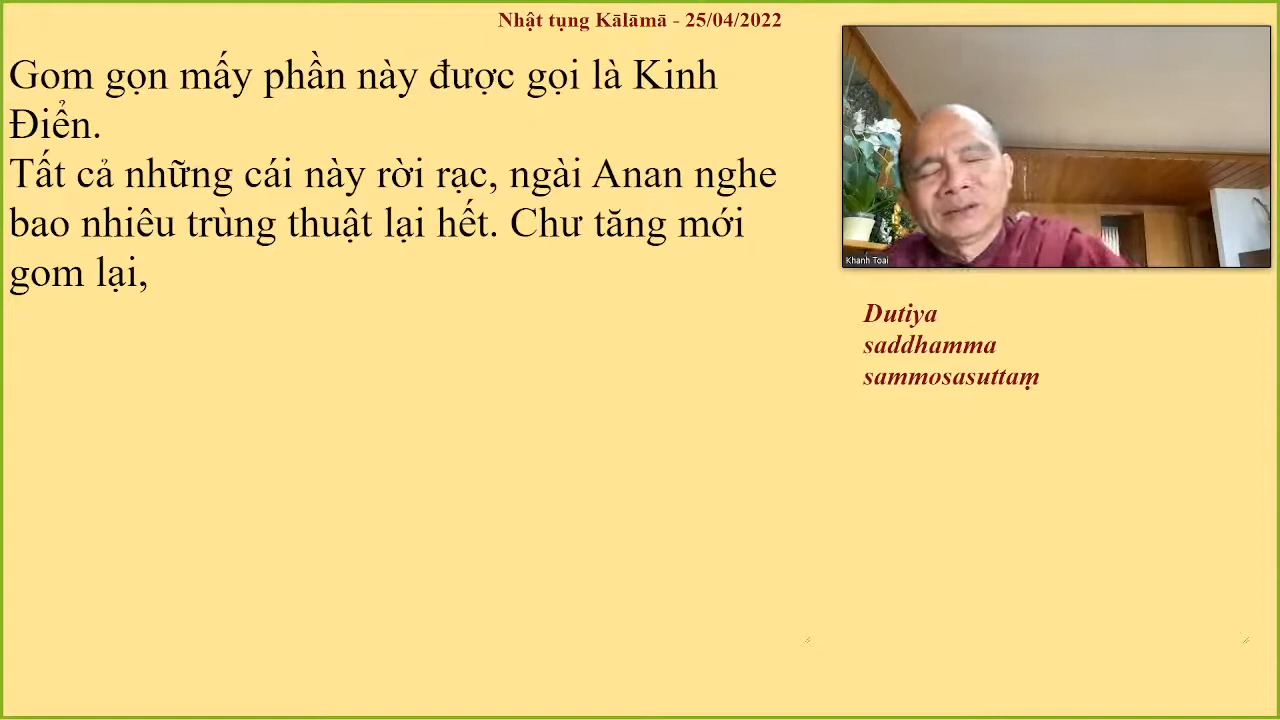 Nhật tụng Kālāmā - 25/04/2022
Gom gọn mấy phần này được gọi là Kinh
Điển.
Tất cả những cái này rời rạc, ngài Anan nghe
bao nhiêu trùng thuật lại hết. Chư tăng mới
gom lại,
Khanh Toai
Dutiya
saddhamma
sammosasuttaṃ